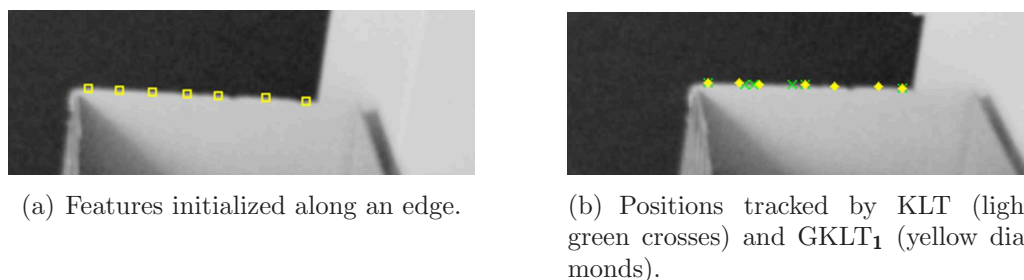 (a) Features initialized along an edge.
(b) Positions tracked by KLT (ligh
green crosses) and GKLT₁ (yellow dia
monds).